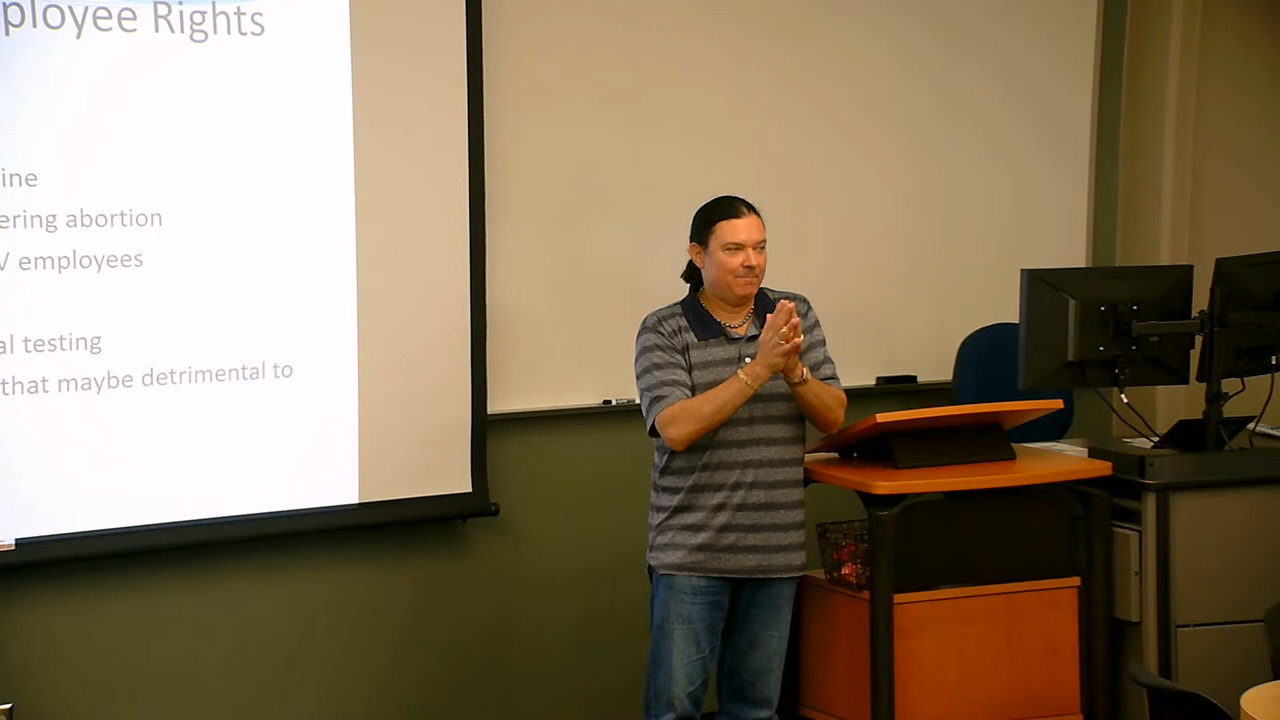 ployee Rights
ine
ering abortion
V employees
al testing
that maybe detrimental to